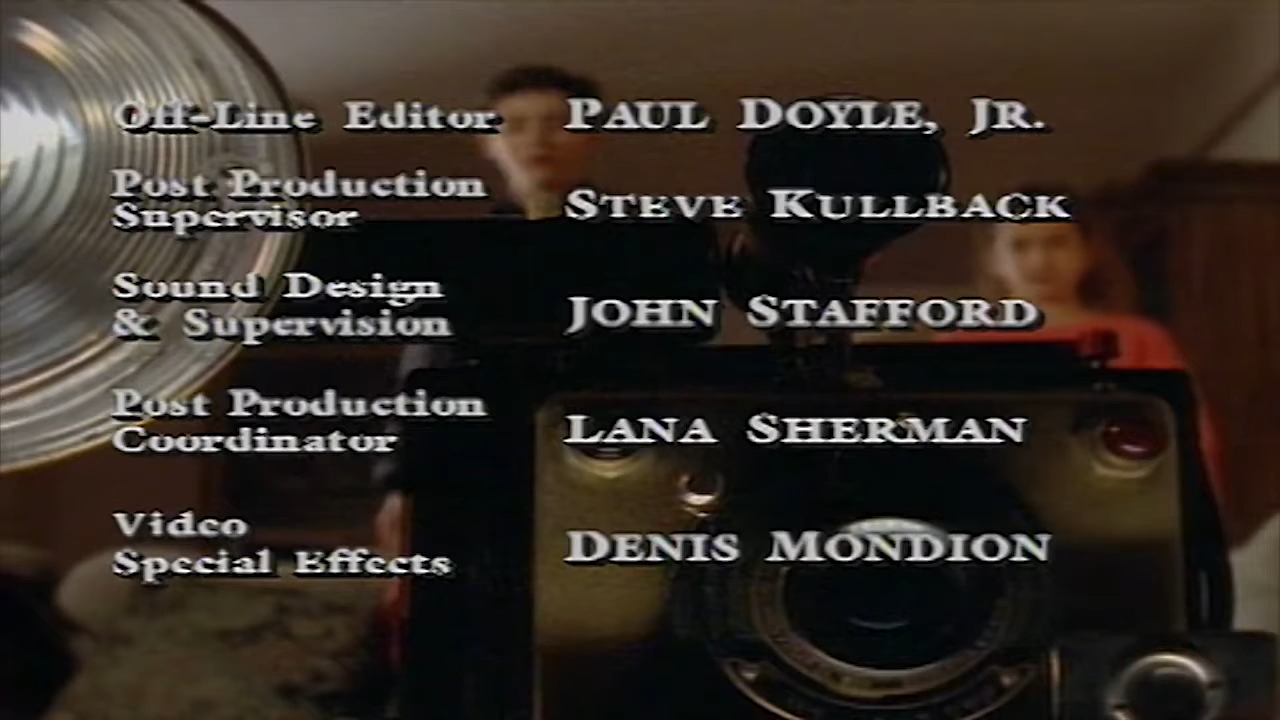 Off-Line Editor PAUL DOYLE, JR.
Post Production
Supervisor STEVE KULLBACK
Sound Design
& Supervision JOHN STAFFORD
Post Production
Coordinator LANA SHERMAN
Video
Special Effects DENIS MONDION